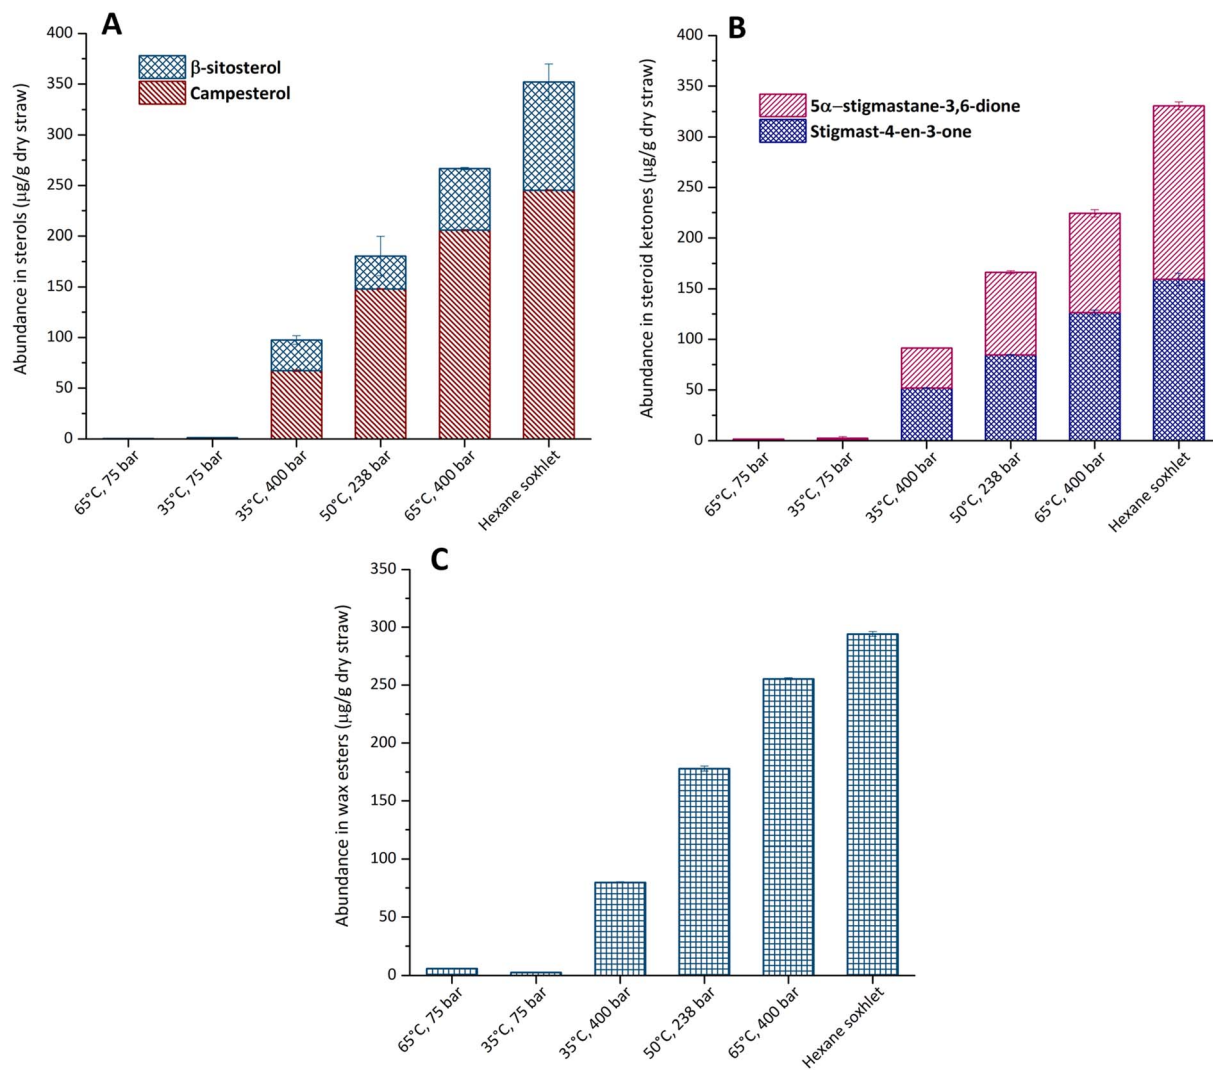 A
Abundance in sterols (μg/g dry straw)
400
350
300
250
200
150
100
50
0
β-sitosterol
Campesterol
65°C, 75 bar
35°C, 75 bar
35°C, 400 bar
50°C, 238 bar
65°C, 400 bar
Hexane soxhlet
B
Abundance in steroid ketones (μg/g dry straw)
400
350
300
250
200
150
100
50
0
5α−stigmastane-3,6-dione
Stigmast-4-en-3-one
65°C, 75 bar
35°C, 75 bar
35°C, 400 bar
50°C, 238 bar
65°C, 400 bar
Hexane soxhlet
C
Abundance in wax esters (μg/g dry straw)
350
300
250
200
150
100
50
0
65°C, 75 bar
35°C, 75 bar
35°C, 400 bar
50°C, 238 bar
65°C, 400 bar
Hexane soxhlet